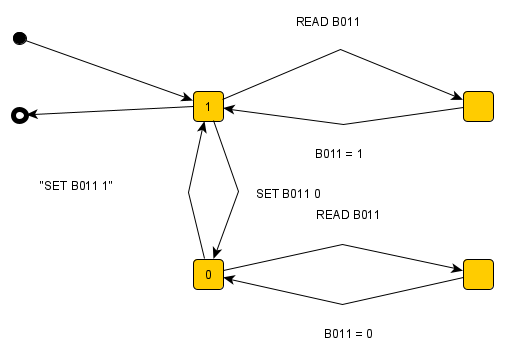 READ B011
1
B011 = 1
"SET B011 1"
SET B011 0
READ B011
0
B011 = 0